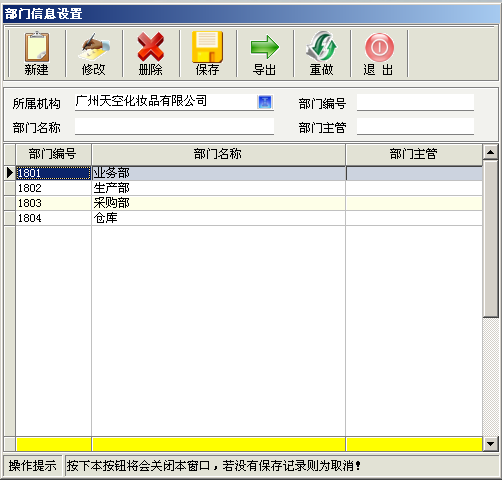 部门信息设置
新建 修改 删除 保存 导出 重做 退 出
所属机构 广州天空化妆品有限公司 部门编号
部门名称 部门主管
部门编号 部门名称 部门主管
1801 业务部
1802 生产部
1803 采购部
1804 仓库
操作提示 按下本按钮将会关闭本窗口，若没有保存记录则为取消！